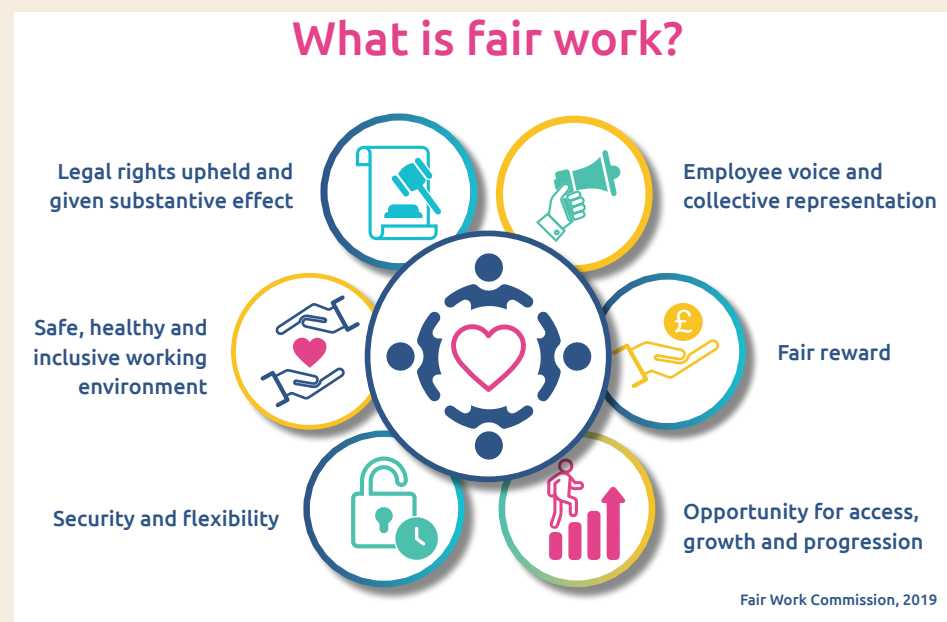 What is fair work?
Legal rights upheld and
given substantive effect
Employee voice and
collective representation
Safe, healthy and
inclusive working
environment
£
Fair reward
Security and flexibility
Opportunity for access,
growth and progression
Fair Work Commission, 2019